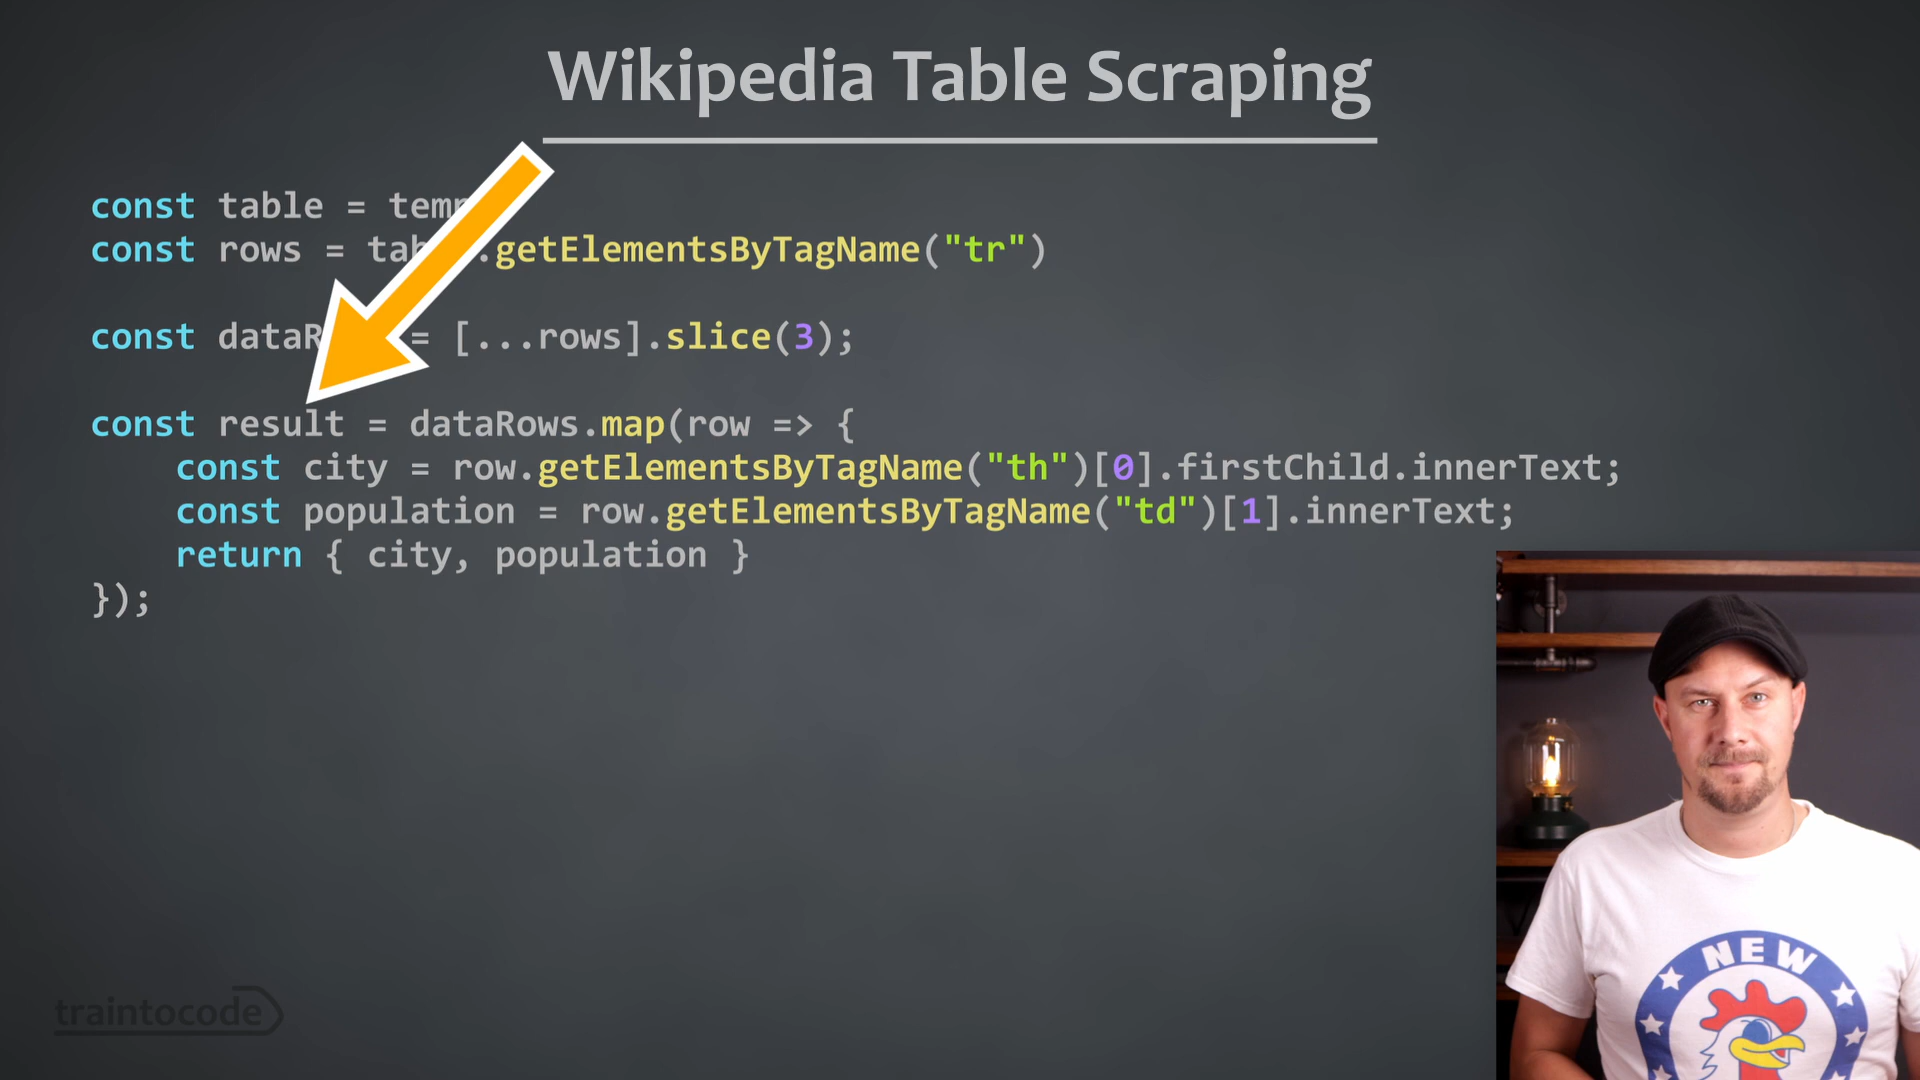 Wikipedia Table Scraping
const table = tem
const rows = tab .getElementsByTagName("tr")
const dataR = [...rows].slice(3);
const result = dataRows.map(row => {
const city = row.getElementsByTagName("th")[0].firstChild.innerText;
const population = row.getElementsByTagName("td")[1].innerText;
return { city, population }
});
traintocode
NEW